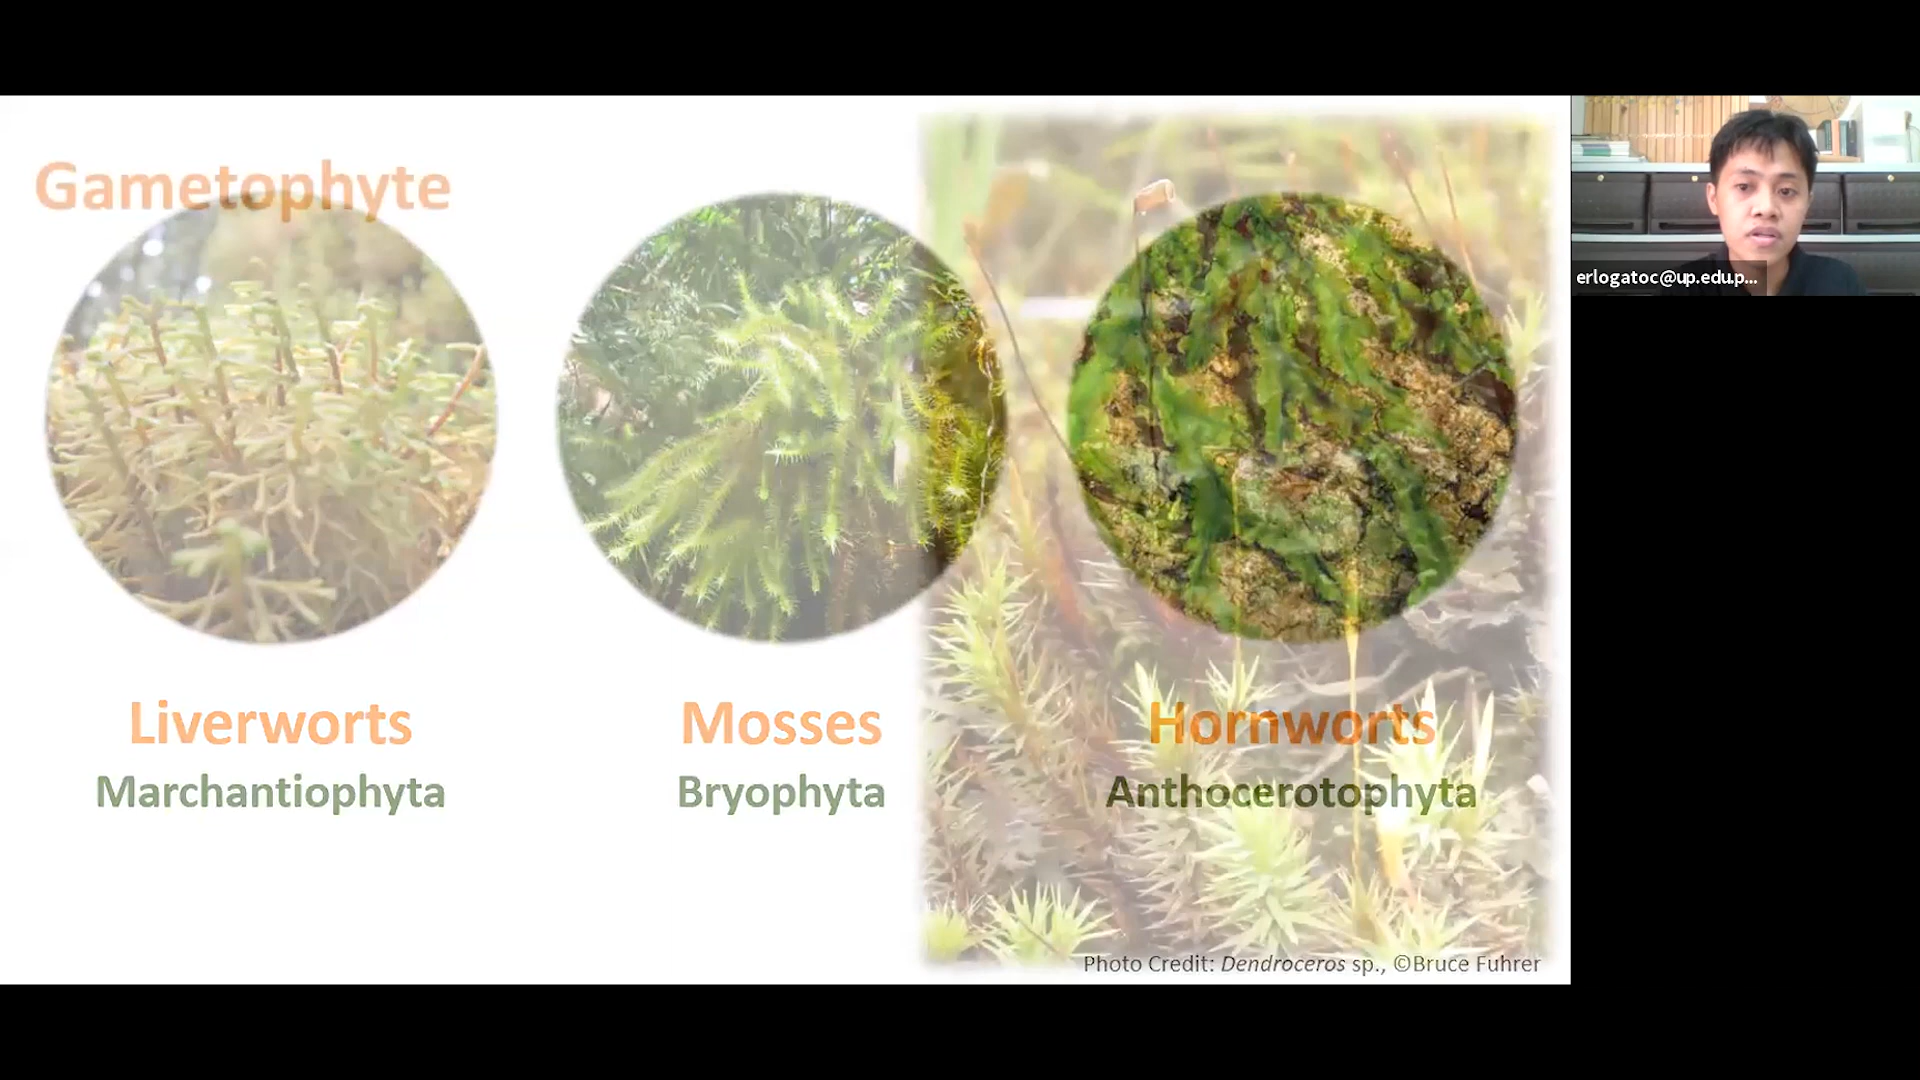 Gametophyte
Liverworts
Mosses
Hornworts
Marchantiophyta
Bryophyta
Anthocerotophyta
Photo Credit: Dendroceros sp., ©Bruce Fuhrer
erlogatoc@up.edu.p...